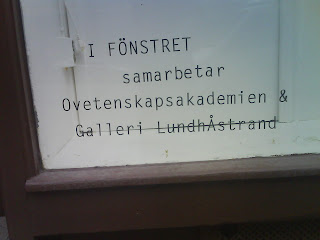 I FÖNSTRET
samarbetar
Ovetenskapsakademien &
Galleri LundhÅstrand